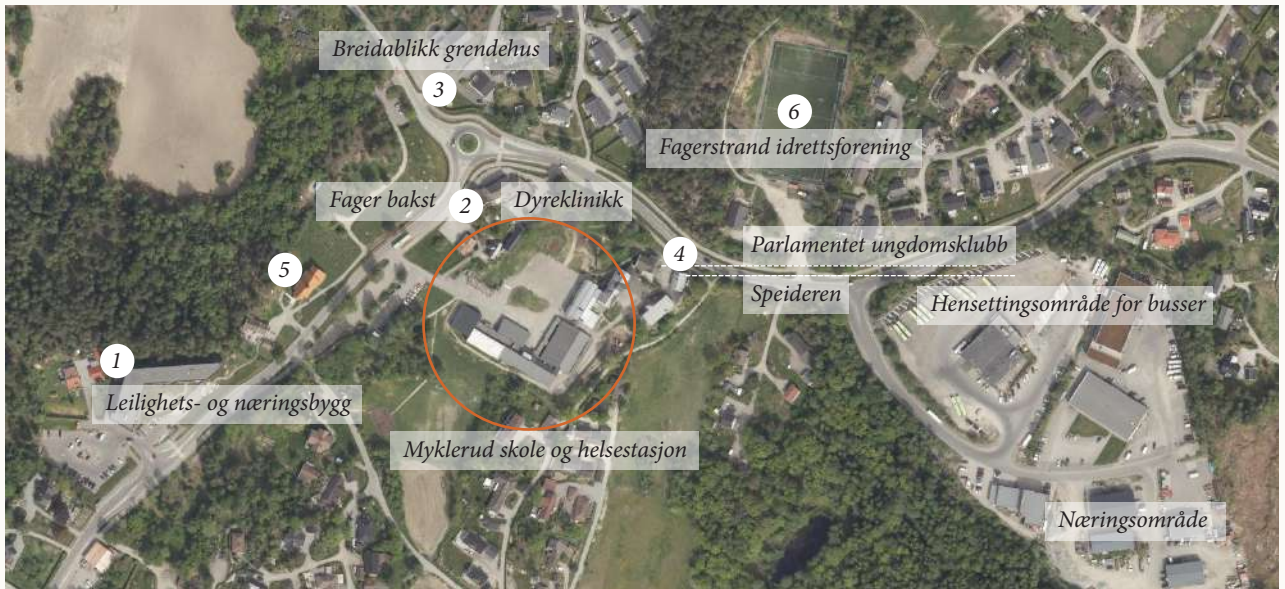 Breidablikk grendehus
3
6
Fagerstrand idrettsforening
Fager bakst
2
Dyreklinikk
4
Parlamentet ungdomsklubb
5
Speideren
Hensettingsområde for busser
1
Leilighets- og næringsbygg
Myklerud skole og helsestasjon
Næringsområde